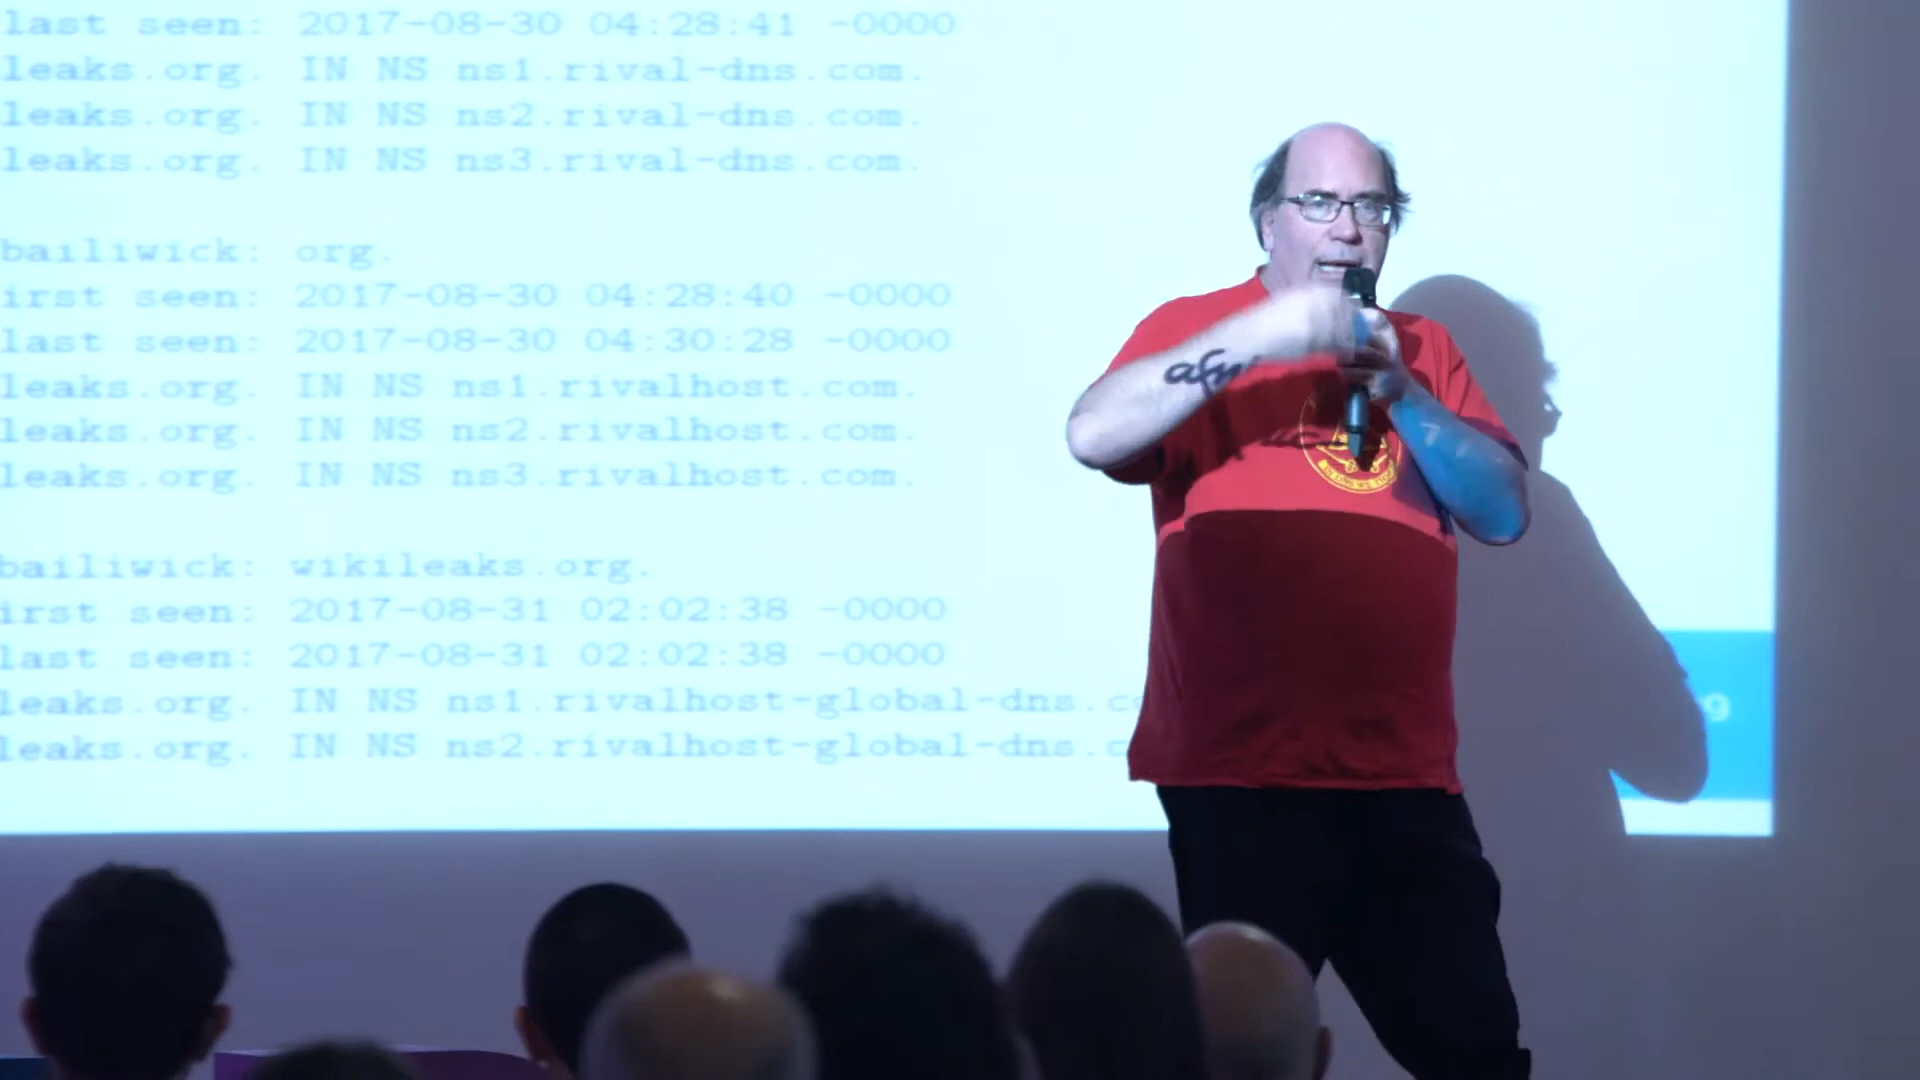 last seen: 2017-08-30 04:28:41 -0000
leaks.org. IN NS ns1.rival-dns.com.
leaks.org. IN NS ns2.rival-dns.com.
leaks.org. IN NS ns3.rival-dns.com.
bailiwick: org.
irst seen: 2017-08-30 04:28:40 -0000
last seen: 2017-08-30 04:30:28 -0000
leaks.org. IN NS ns1.rivalhost.com.
leaks.org. IN NS ns2.rivalhost.com.
leaks.org. IN NS ns3.rivalhost.com.
bailiwick: wikileaks.org.
irst seen: 2017-08-31 02:02:38 -0000
last seen: 2017-08-31 02:02:38 -0000
leaks.org. IN NS ns1.rivalhost-global-dns.c
leaks.org. IN NS ns2.rivalhost-global-dns.c